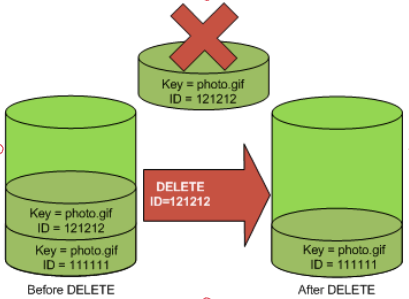 Key = photo.gif
ID = 121212
DELETE
ID=121212
Key = photo.gif
ID = 121212
Key = photo.gif
ID = 111111
Key = photo.gif
ID = 111111
Before DELETE
After DELETE